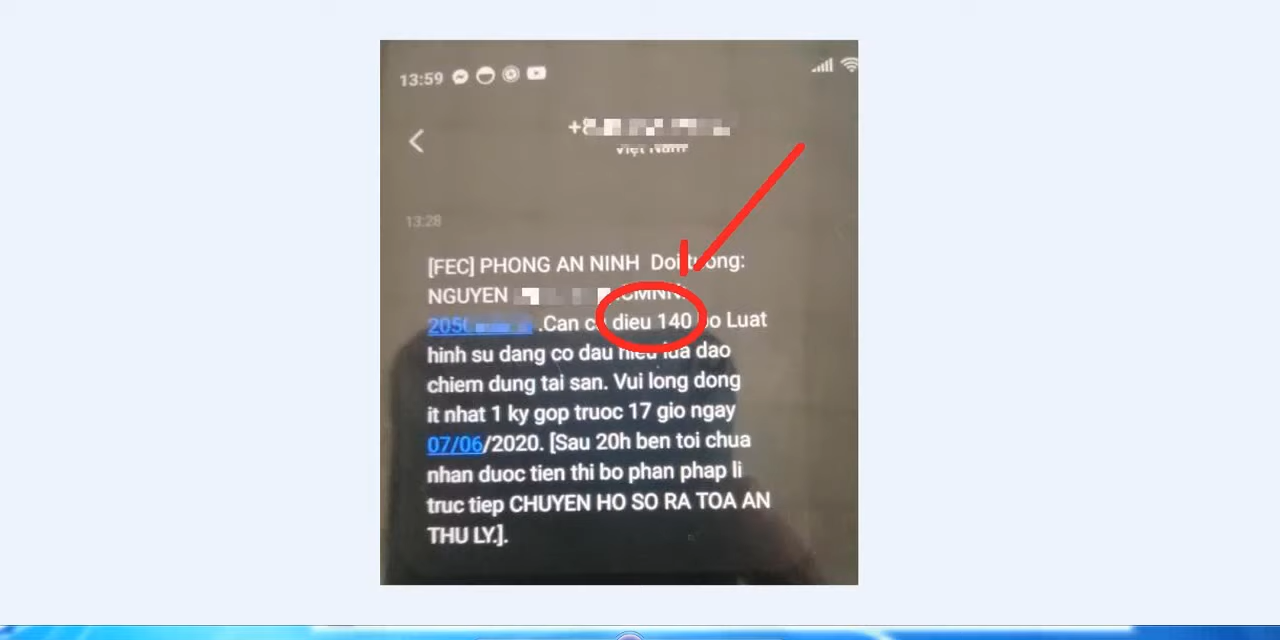 13:59
Việt Nam
13:28
[FEC] PHONG AN NINH Doi tuong:
NGUYEN CMNN:
205 .Can cu dieu 140 bo Luat
hinh su dang co dau hieu lua dao
chiem dung tai san. Vui long dong
it nhat 1 ky gop truoc 17 gio ngay
07/06/2020. [Sau 20h ben toi chua
nhan duoc tien thi bo phan phap li
truc tiep CHUYEN HO SO RA TOA AN
THU LY.].